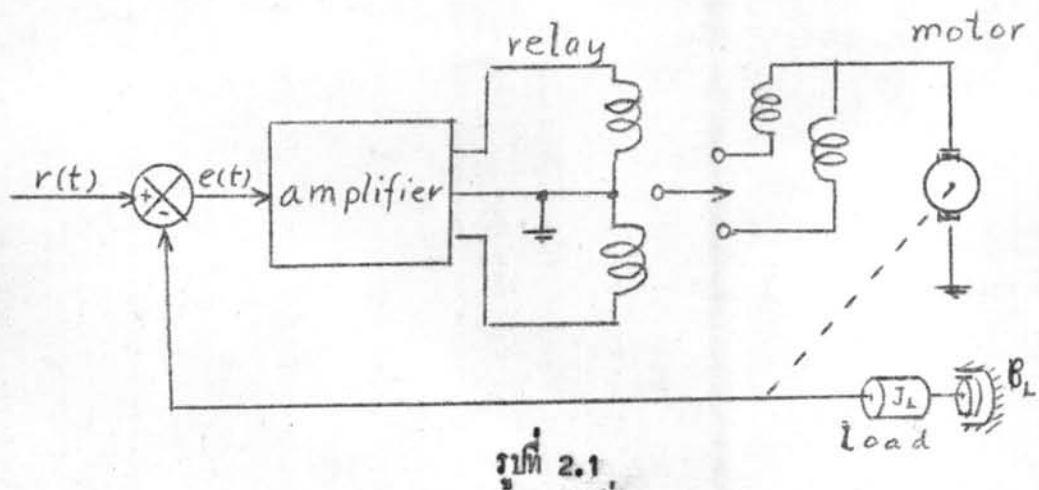 relay
motor
r(t)
+
-
e(t)
amplifier
J_L
B_L
Load
รูปที่ 2.1